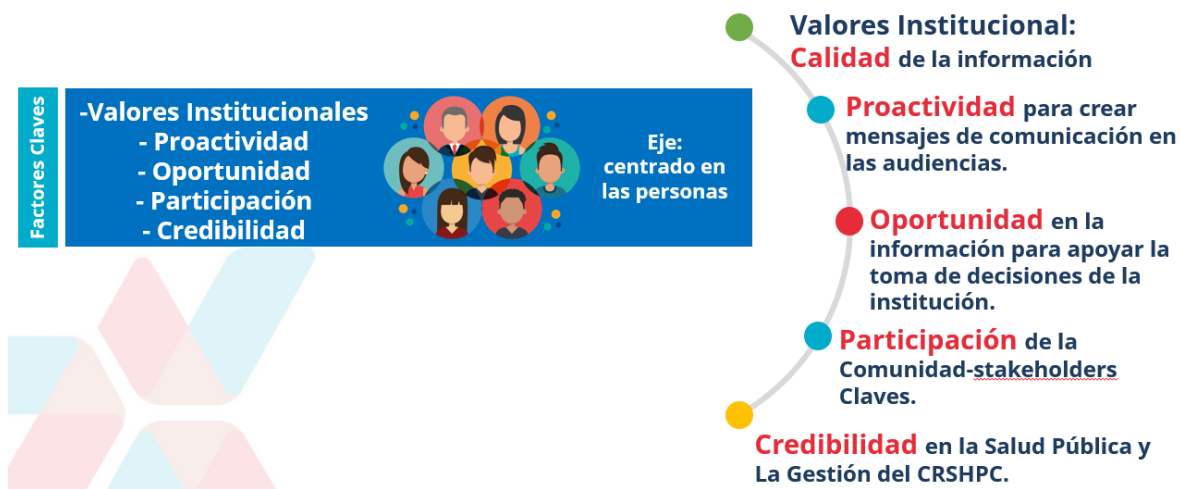 Factores Claves
-Valores Institucionales
- Proactividad
- Oportunidad
- Participación
- Credibilidad
Eje:
centrado en
las personas
Valores Institucional:
Calidad de la información
Proactividad para crear
mensajes de comunicación en
las audiencias.
Oportunidad en la
información para apoyar la
toma de decisiones de la
institución.
Participación de la
Comunidad-stakeholders
Claves.
Credibilidad en la Salud Pública y
La Gestión del CRSHPC.